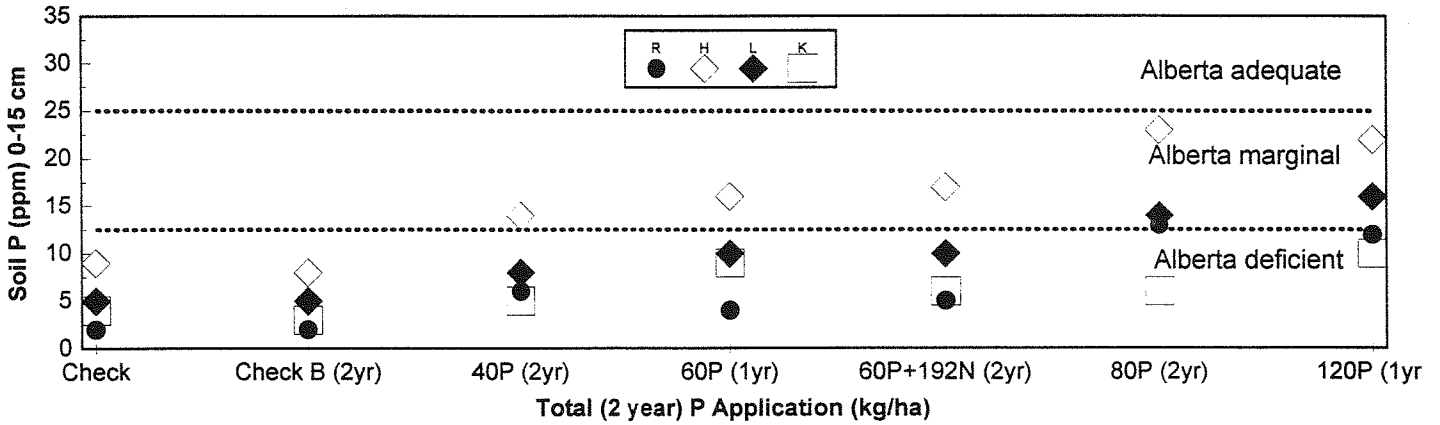 35
30
25
20
15
10
5
0
Soil P (ppm) 0-15 cm
R H L K
Alberta adequate
Alberta marginal
Alberta deficient
Check Check B (2yr) 40P (2yr) 60P (1yr) 60P+192N (2yr) 80P (2yr) 120P (1yr
Total (2 year) P Application (kg/ha)